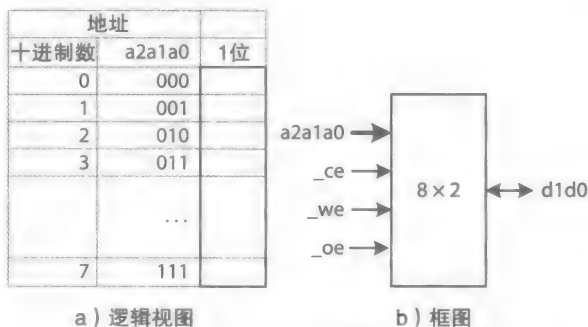 地址
十进制数 a2a1a0 1位
0 000
1 001
2 010
3 011
...
7 111
a）逻辑视图
a2a1a0
_ce
_we
_oe
8×2
d1d0
b）框图